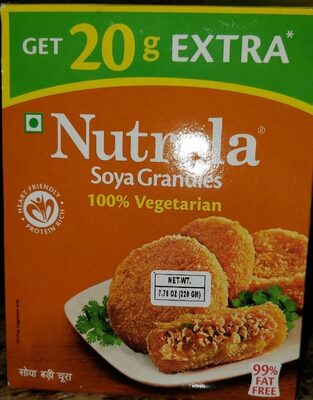 GET 20g EXTRA*
Nutrela®
Soya Granules
100% Vegetarian
HEART FRIENDLY
PROTEIN RICH
NET WT.
7.76 OZ (220 GM)
सोया बड़ी चूरा
99%
FAT
FREE